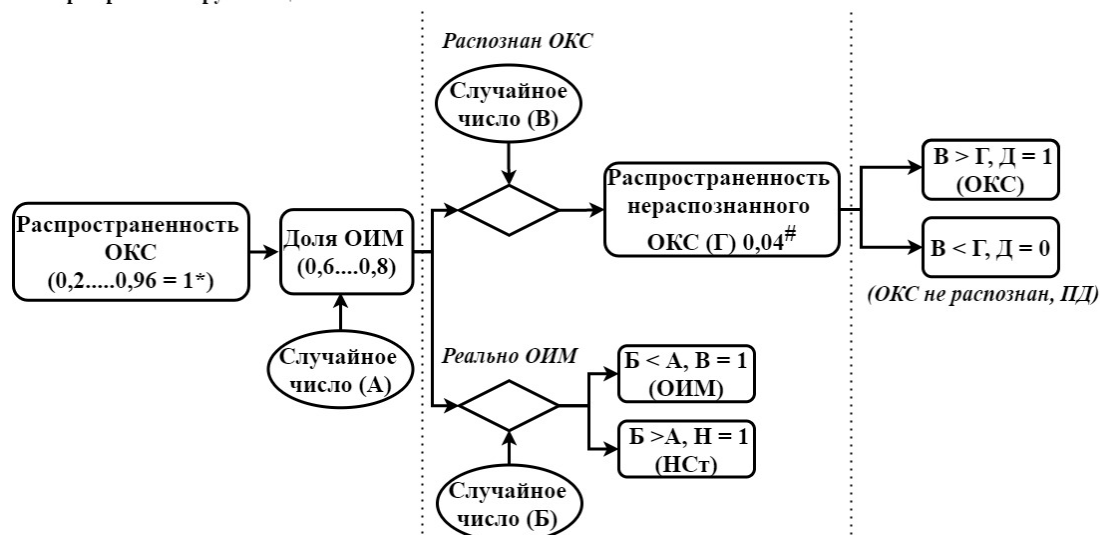 Распознан ОКС
Случайное
число (В)
В > Г, Д = 1
(ОКС)
Распространенность
нераспознанного
ОКС (Г) 0,04#
Распространенность
ОКС
(0,2.....0,96 = 1*)
Доля ОИМ
(0,6....0,8)
В < Г, Д = 0
(ОКС не распознан, ПД)
Случайное
число (А)
Реально ОИМ
Б < А, В = 1
(ОИМ)
Б >А, Н = 1
(НСт)
Случайное
число (Б)